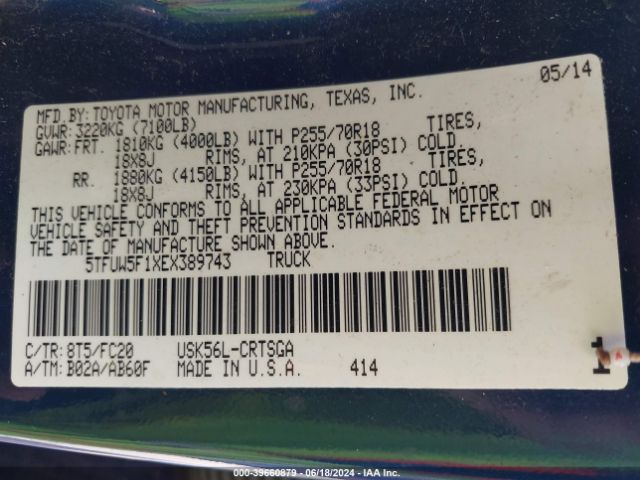 05/14
MFD.BY:TOYOTA MOTOR MANUFACTURING, TEXAS, INC.
GVWR:3220KG (7100LB)
GAWR:FRT. 1810KG (4000LB) WITH P255/70R18 TIRES,
18X8J RIMS, AT 210KPA (30PSI) COLD.
RR. 1880KG (4150LB) WITH P255/70R18 TIRES,
18X8J RIMS, AT 230KPA (33PSI) COLD.
THIS VEHICLE CONFORMS TO ALL APPLICABLE FEDERAL MOTOR
VEHICLE SAFETY AND THEFT PREVENTION STANDARDS IN EFFECT ON
THE DATE OF MANUFACTURE SHOWN ABOVE.
5TFUW5F1XEX389743 TRUCK
C/TR:8T5/FC20 USK56L-CRTSGA
A/TM:B02A/AB60F MADE IN U.S.A. 414
000-39660879 - 06/18/2024 - IAA Inc.